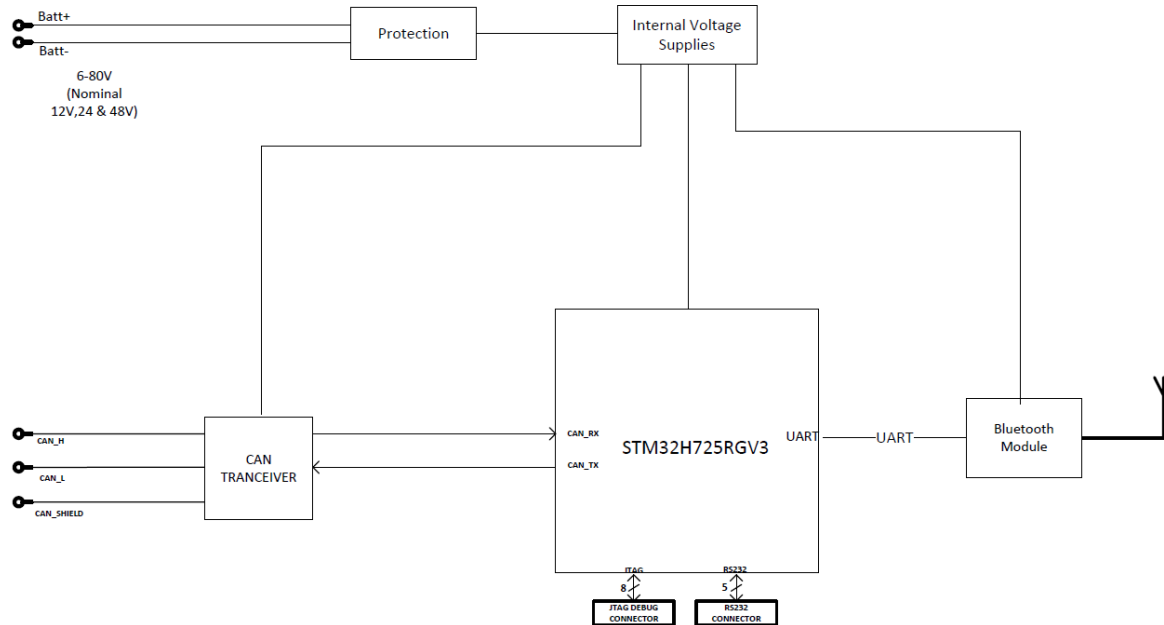 Batt+
Batt-
6-80V
(Nominal
12V,24 & 48V)
Protection
Internal Voltage
Supplies
CAN_H
CAN_L
CAN_SHIELD
CAN
TRANCEIVER
CAN_RX
CAN_TX
STM32H725RGV3
UART
UART
Bluetooth
Module
JTAG
RS232
8
5
JTAG DEBUG
CONNECTOR
RS232
CONNECTOR